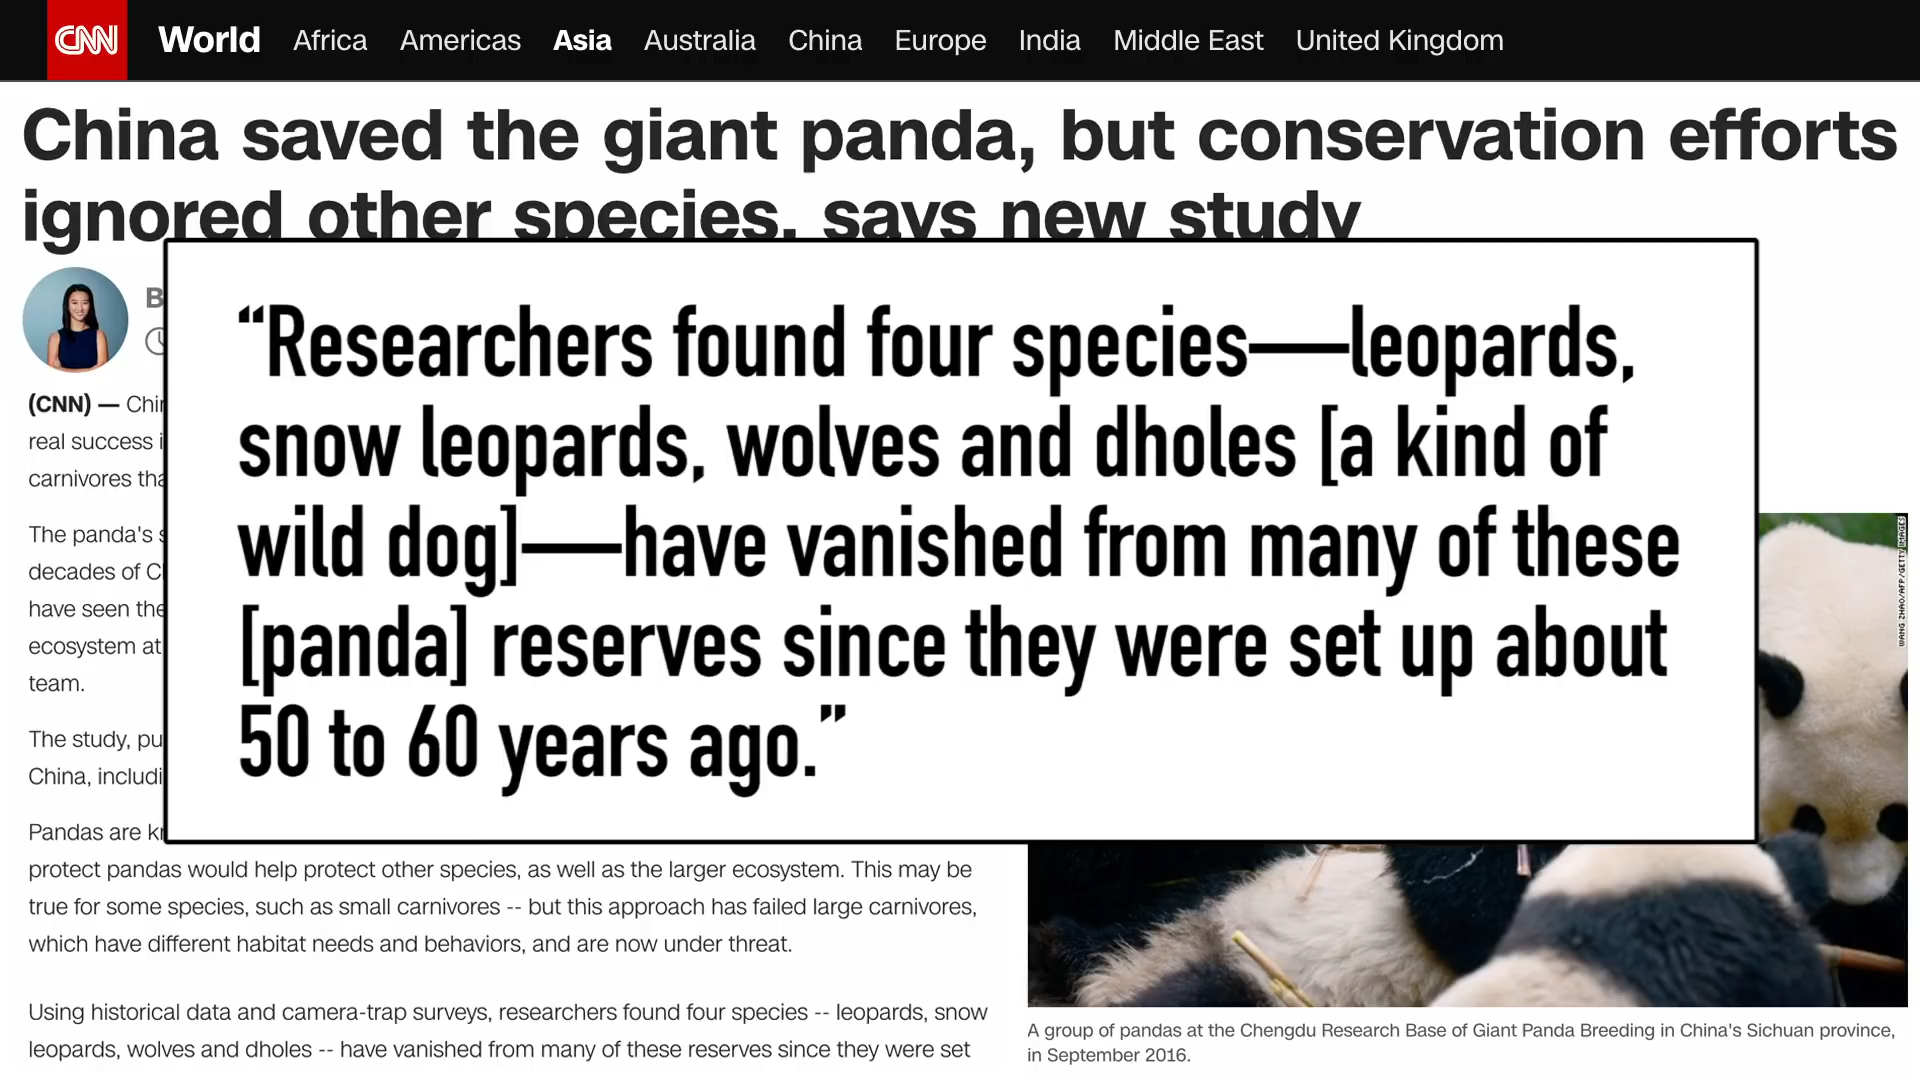 CNN World Africa Americas Asia Australia China Europe India Middle East United Kingdom
China saved the giant panda, but conservation efforts
ignored other species, says new study
“Researchers found four species—leopards,
snow leopards, wolves and dholes [a kind of
wild dog]—have vanished from many of these
[panda] reserves since they were set up about
50 to 60 years ago.”
(CNN) —
real success
carnivores
The panda's
decades of
have seen
ecosystem at
team.
The study,
China,
Pandas are
protect pandas would help protect other species, as well as the larger ecosystem. This may be
true for some species, such as small carnivores -- but this approach has failed large carnivores,
which have different habitat needs and behaviors, and are now under threat.
Using historical data and camera-trap surveys, researchers found four species -- leopards, snow
leopards, wolves and dholes -- have vanished from many of these reserves since they were set
WANG ZHAO/AFP/GETTY IMAGES
A group of pandas at the Chengdu Research Base of Giant Panda Breeding in China's Sichuan province,
in September 2016.